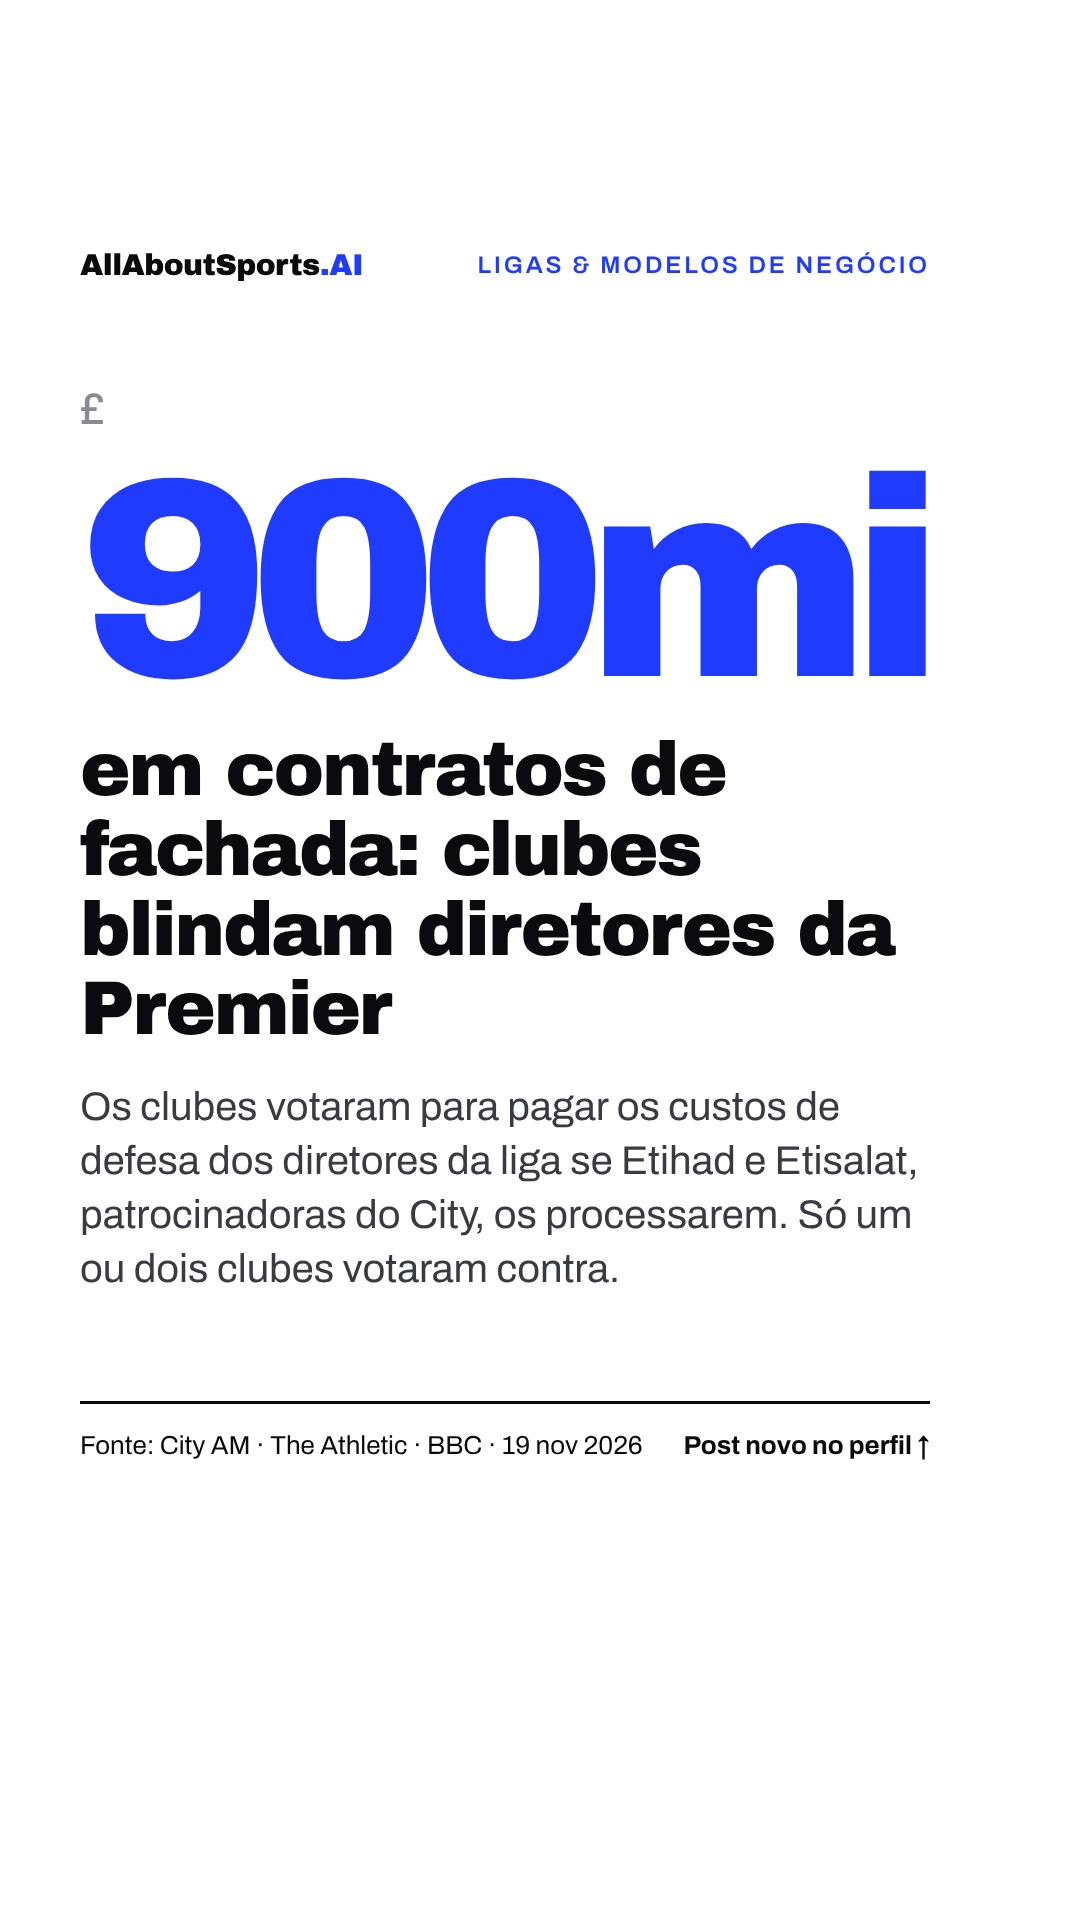 AllAboutSports.AI
LIGAS & MODELOS DE NEGÓCIO
£
900mi
em contratos de
fachada: clubes
blindam diretores da
Premier
Os clubes votaram para pagar os custos de
defesa dos diretores da liga se Etihad e Etisalat,
patrocinadoras do City, os processarem. Só um
ou dois clubes votaram contra.
Fonte: City AM · The Athletic · BBC · 19 nov 2026
Post novo no perfil ↑